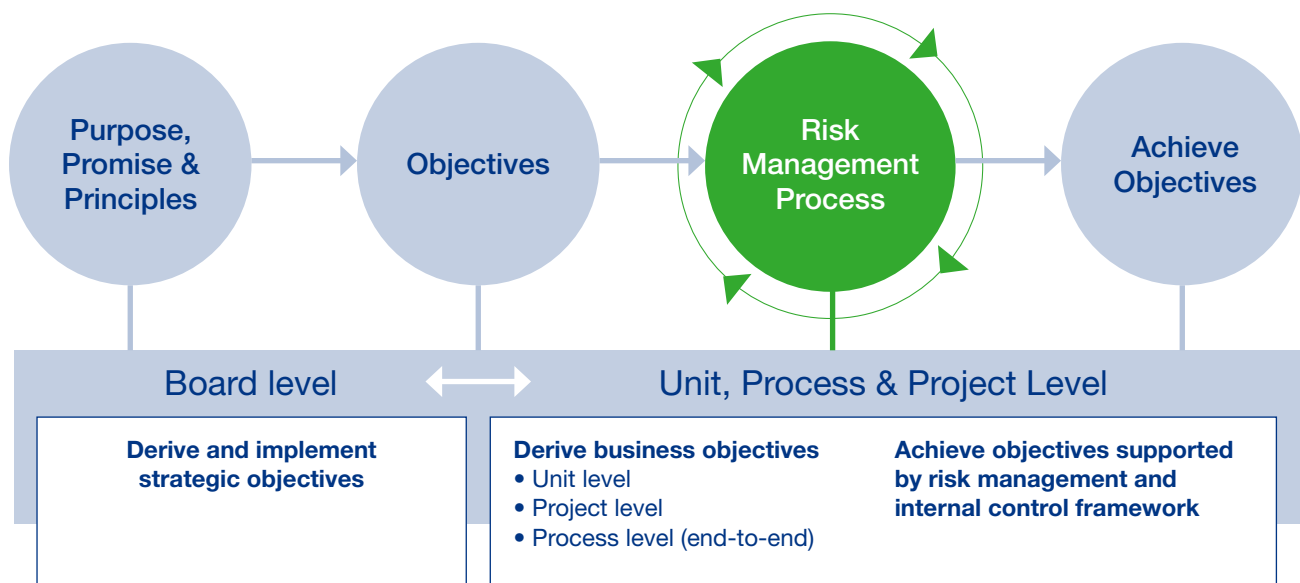 Purpose,
Promise &
Principles
Objectives
Risk
Management
Process
Achieve
Objectives
Board level
Unit, Process & Project Level
Derive and implement
strategic objectives
Derive business objectives
• Unit level
• Project level
• Process level (end-to-end)
Achieve objectives supported
by risk management and
internal control framework